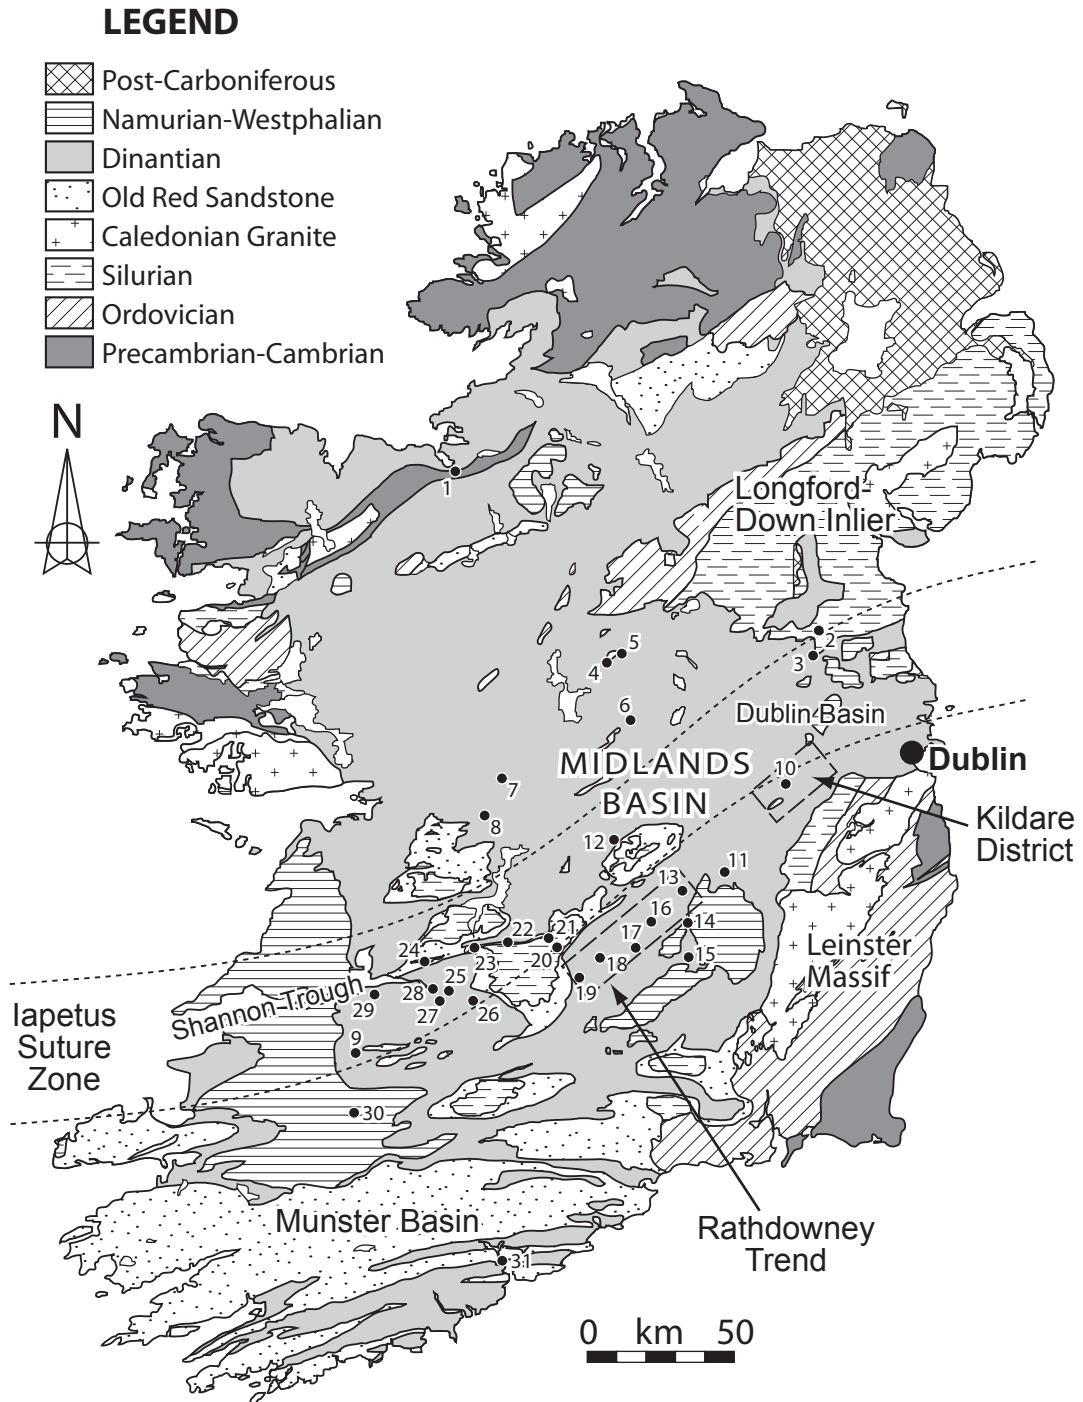 LEGEND
Post-Carboniferous
Namurian-Westphalian
Dinantian
Old Red Sandstone
Caledonian Granite
Silurian
Ordovician
Precambrian-Cambrian
N
1
Longford-
Down Inlier
2
3
5
4
6
Dublin Basin
MIDLANDS
BASIN
10
Dublin
7
8
Kildare
District
12
11
13
16
14
17
15
18
19
21
22
20
23
24
25
28
27
26
29
Leinster
Massif
Shannon Trough
9
Iapetus
Suture
Zone
30
Munster Basin
31
Rathdowney
Trend
0 km 50